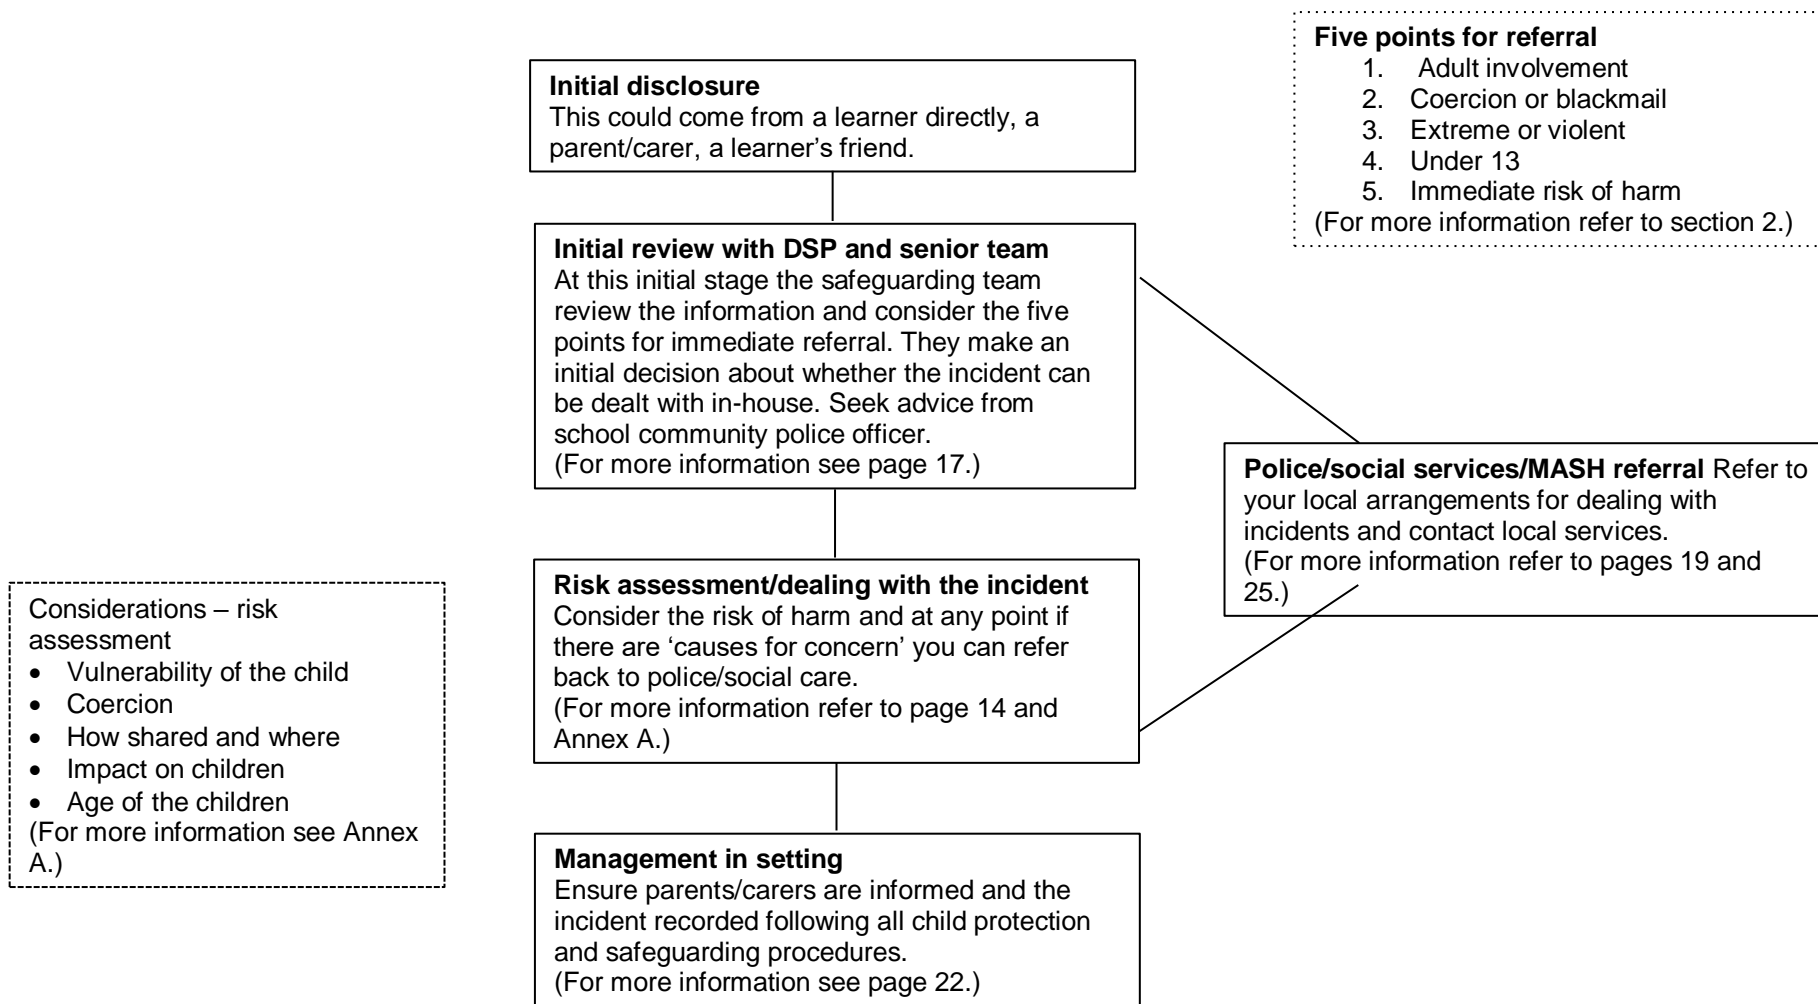 Five points for referral
1. Adult involvement
2. Coercion or blackmail
3. Extreme or violent
4. Under 13
5. Immediate risk of harm
(For more information refer to section 2.)
Initial disclosure
This could come from a learner directly, a
parent/carer, a learner’s friend.
Initial review with DSP and senior team
At this initial stage the safeguarding team
review the information and consider the five
points for immediate referral. They make an
initial decision about whether the incident can
be dealt with in-house. Seek advice from
school community police officer.
(For more information see page 17.)
Police/social services/MASH referral Refer to
your local arrangements for dealing with
incidents and contact local services.
(For more information refer to pages 19 and
25.)
Risk assessment/dealing with the incident
Consider the risk of harm and at any point if
there are ‘causes for concern’ you can refer
back to police/social care.
(For more information refer to page 14 and
Annex A.)
Considerations – risk
assessment
• Vulnerability of the child
• Coercion
• How shared and where
• Impact on children
• Age of the children
(For more information see Annex
A.)
Management in setting
Ensure parents/carers are informed and the
incident recorded following all child protection
and safeguarding procedures.
(For more information see page 22.)